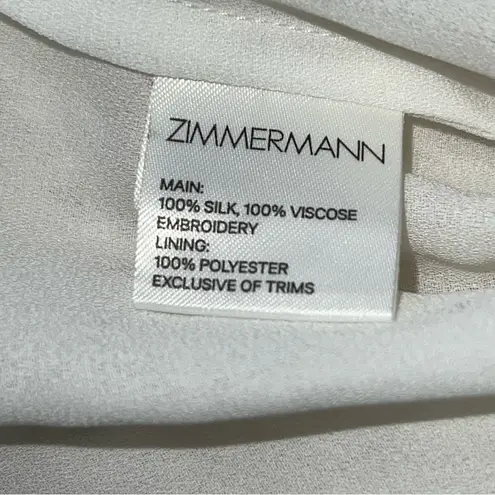 ZIMMERMANN
MAIN:
100% SILK, 100% VISCOSE
EMBROIDERY
LINING:
100% POLYESTER
EXCLUSIVE OF TRIMS